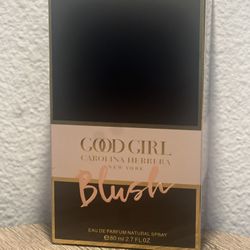 GOOD GIRL
CAROLINA HERRERA
NEW YORK
Blush
EAU DE PARFUM NATURAL SPRAY
℮80 ml 2.7 FL.OZ